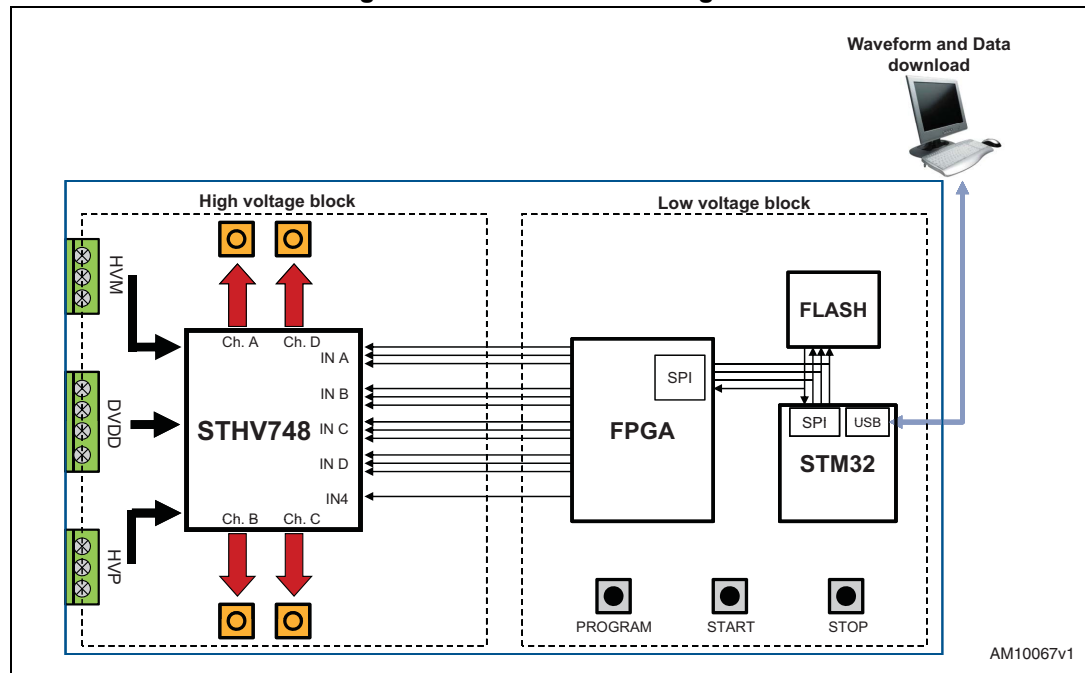 Waveform and Data
download
High voltage block
Low voltage block
HVM
DVDD
HVP
Ch. A
Ch. D
IN A
IN B
STHV748
IN C
IN D
IN4
Ch. B
Ch. C
FPGA
SPI
FLASH
SPI
USB
STM32
PROGRAM
START
STOP
AM10067v1